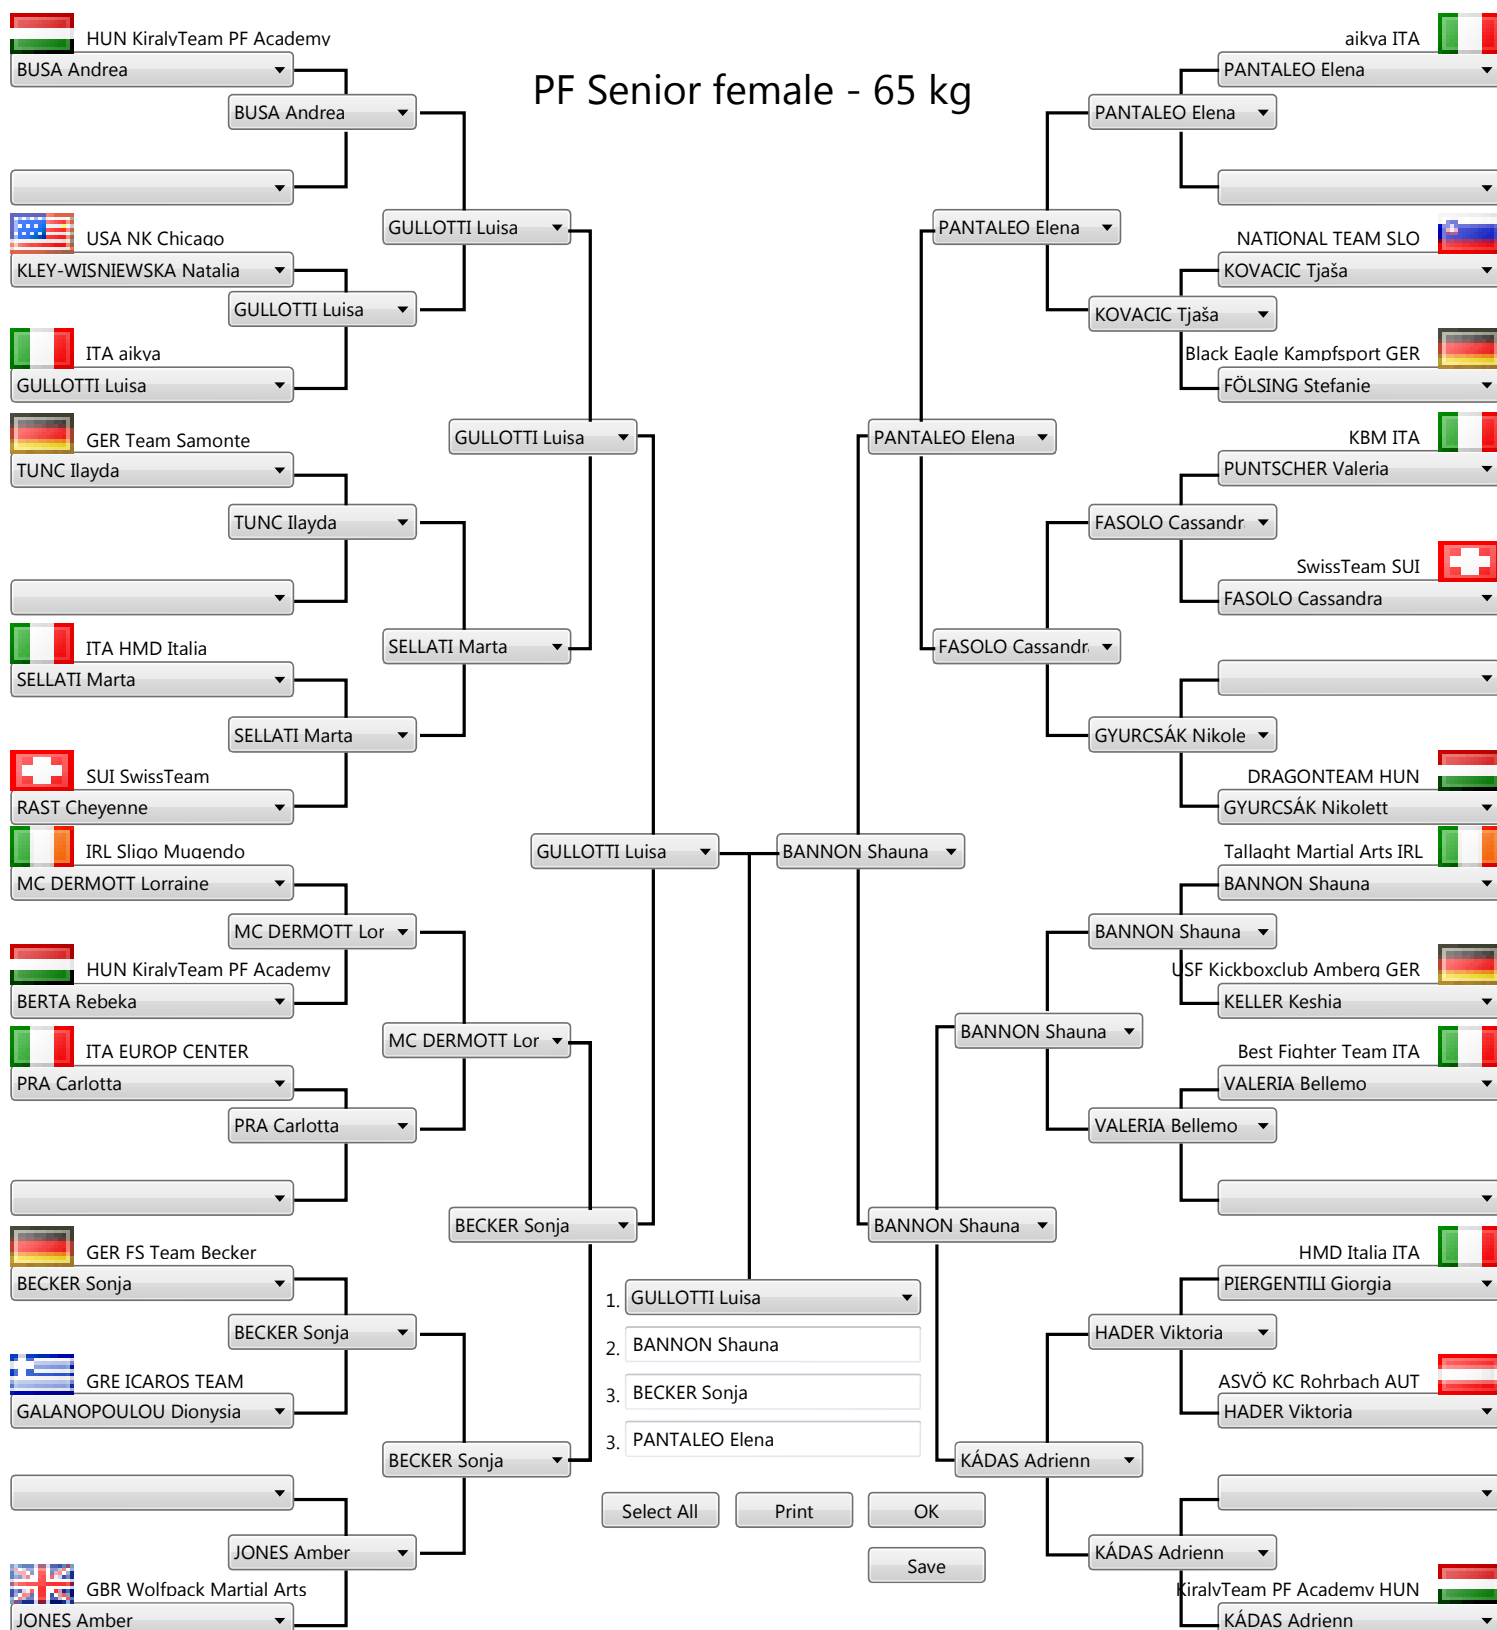 PF Senior female - 65 kg
HUN KiralyTeam PF Academy
BUSA Andrea
BUSA Andrea
USA NK Chicago
KLEY-WISNIEWSKA Natalia
GULLOTTI Luisa
GULLOTTI Luisa
ITA aikya
GULLOTTI Luisa
GER Team Samonte
TUNC Ilayda
GULLOTTI Luisa
TUNC Ilayda
ITA HMD Italia
SELLATI Marta
SELLATI Marta
SELLATI Marta
SUI SwissTeam
RAST Cheyenne
IRL Sligo Mugendo
GULLOTTI Luisa
MC DERMOTT Lorraine
MC DERMOTT Lor
HUN KiralyTeam PF Academy
BERTA Rebeka
MC DERMOTT Lor
ITA EUROP CENTER
PRA Carlotta
PRA Carlotta
BECKER Sonja
GER FS Team Becker
BECKER Sonja
BECKER Sonja
GRE ICAROS TEAM
GALANOPOULOU Dionysia
BECKER Sonja
JONES Amber
GBR Wolfpack Martial Arts
JONES Amber
aikya ITA
PANTALEO Elena
PANTALEO Elena
PANTALEO Elena
NATIONAL TEAM SLO
KOVACIC Tjaša
KOVACIC Tjaša
Black Eagle Kampfsport GER
FÖLSING Stefanie
PANTALEO Elena
KBM ITA
PUNTSCHER Valeria
FASOLO Cassandr
SwissTeam SUI
FASOLO Cassandra
FASOLO Cassandr
GYURCSÁK Nikole
DRAGONTEAM HUN
GYURCSÁK Nikolett
BANNON Shauna
Tallaght Martial Arts IRL
BANNON Shauna
BANNON Shauna
USF Kickboxclub Amberg GER
KELLER Keshia
BANNON Shauna
Best Fighter Team ITA
VALERIA Bellemo
VALERIA Bellemo
BANNON Shauna
HMD Italia ITA
PIERGENTILI Giorgia
HADER Viktoria
ASVÖ KC Rohrbach AUT
HADER Viktoria
KÁDAS Adrienn
KÁDAS Adrienn
KiralyTeam PF Academy HUN
KÁDAS Adrienn
1. GULLOTTI Luisa
2. BANNON Shauna
3. BECKER Sonja
3. PANTALEO Elena
Select All
Print
OK
Save